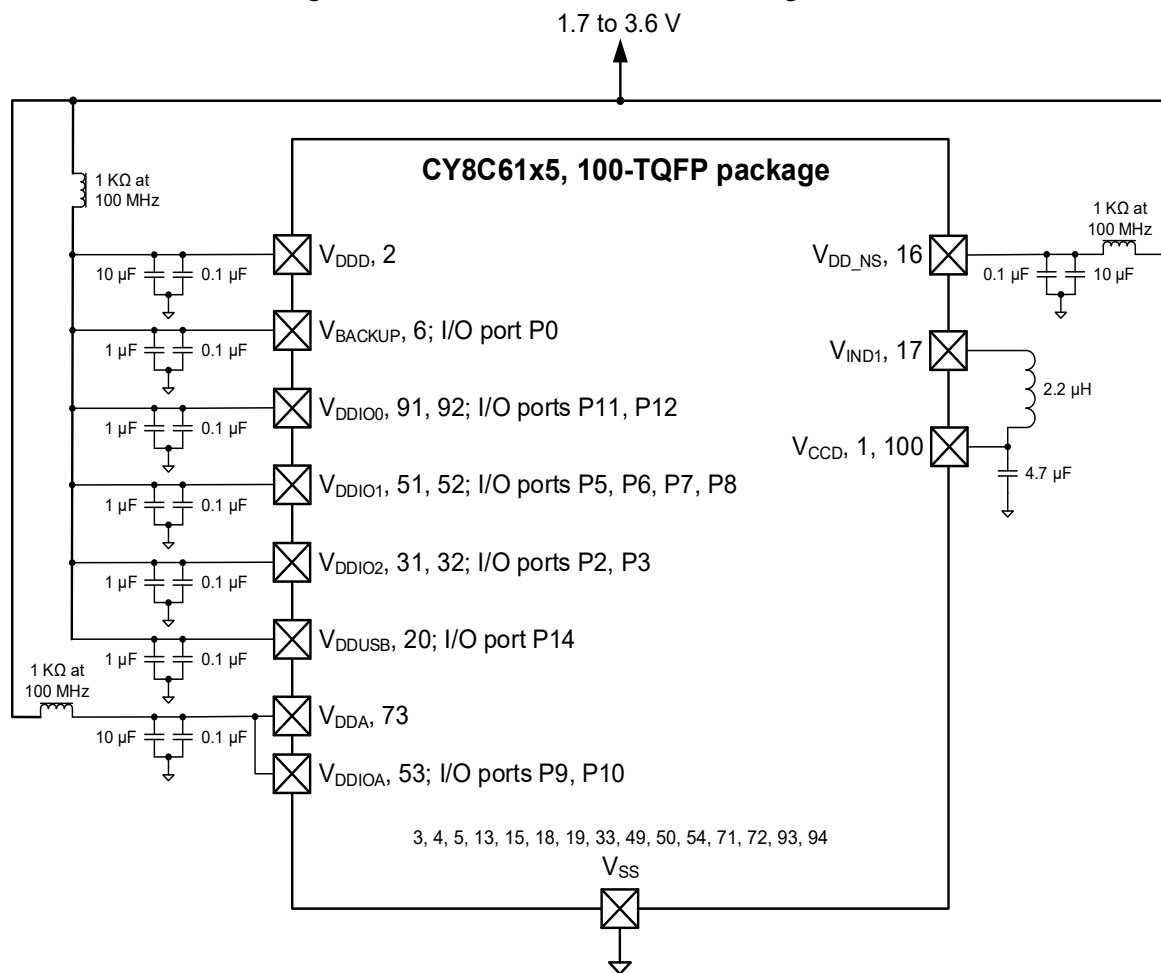 1.7 to 3.6 V
CY8C61x5, 100-TQFP package
1 KΩ at
100 MHz
VDDD, 2
10 µF
0.1 µF
VBACKUP, 6; I/O port P0
1 µF
0.1 µF
VDDIO0, 91, 92; I/O ports P11, P12
1 µF
0.1 µF
VDDIO1, 51, 52; I/O ports P5, P6, P7, P8
1 µF
0.1 µF
VDDIO2, 31, 32; I/O ports P2, P3
1 µF
0.1 µF
VDDUSB, 20; I/O port P14
1 µF
0.1 µF
1 KΩ at
100 MHz
VDDA, 73
10 µF
0.1 µF
VDDIOA, 53; I/O ports P9, P10
1 KΩ at
100 MHz
VDD_NS, 16
0.1 µF
10 µF
VIND1, 17
2.2 µH
VCCD, 1, 100
4.7 µF
3, 4, 5, 13, 15, 18, 19, 33, 49, 50, 54, 71, 72, 93, 94
VSS